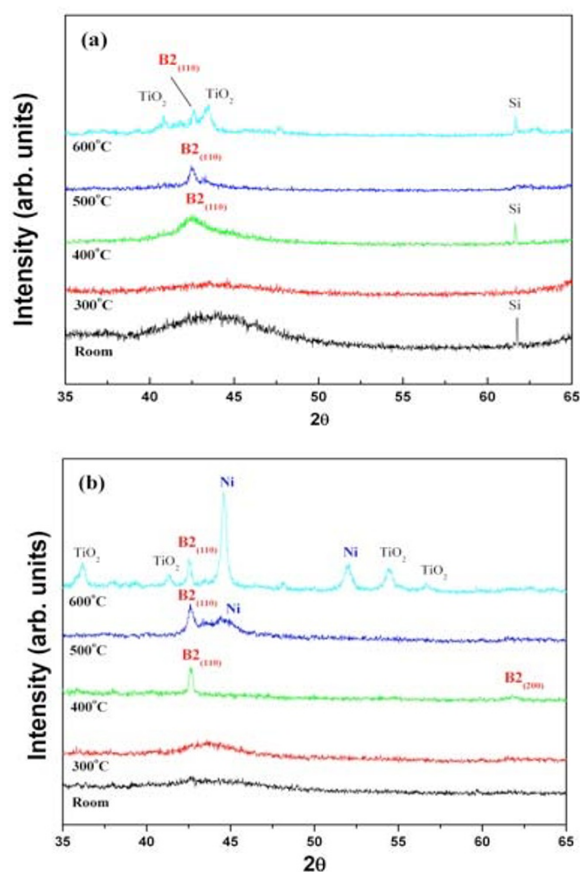 (a)
B2(110)
TiO2
TiO2
Si
600°C
B2(110)
500°C
B2(110)
Si
400°C
300°C
Si
Room
Intensity (arb. units)
35 40 45 50 55 60 65
2θ
(b)
Ni
TiO2
TiO2
B2(110)
Ni
TiO2
TiO2
600°C
B2(110)
Ni
500°C
B2(110)
B2(200)
400°C
300°C
Room
Intensity (arb. units)
35 40 45 50 55 60 65
2θ